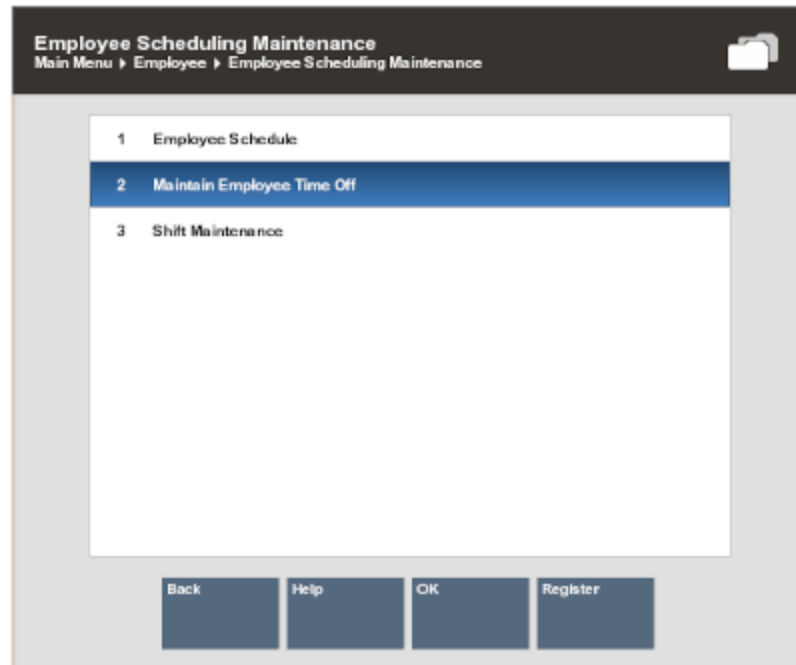 Employee Scheduling Maintenance
Main Menu ▸ Employee ▸ Employee Scheduling Maintenance
1 Employee Schedule
2 Maintain Employee Time Off
3 Shift Maintenance
Back Help OK Register